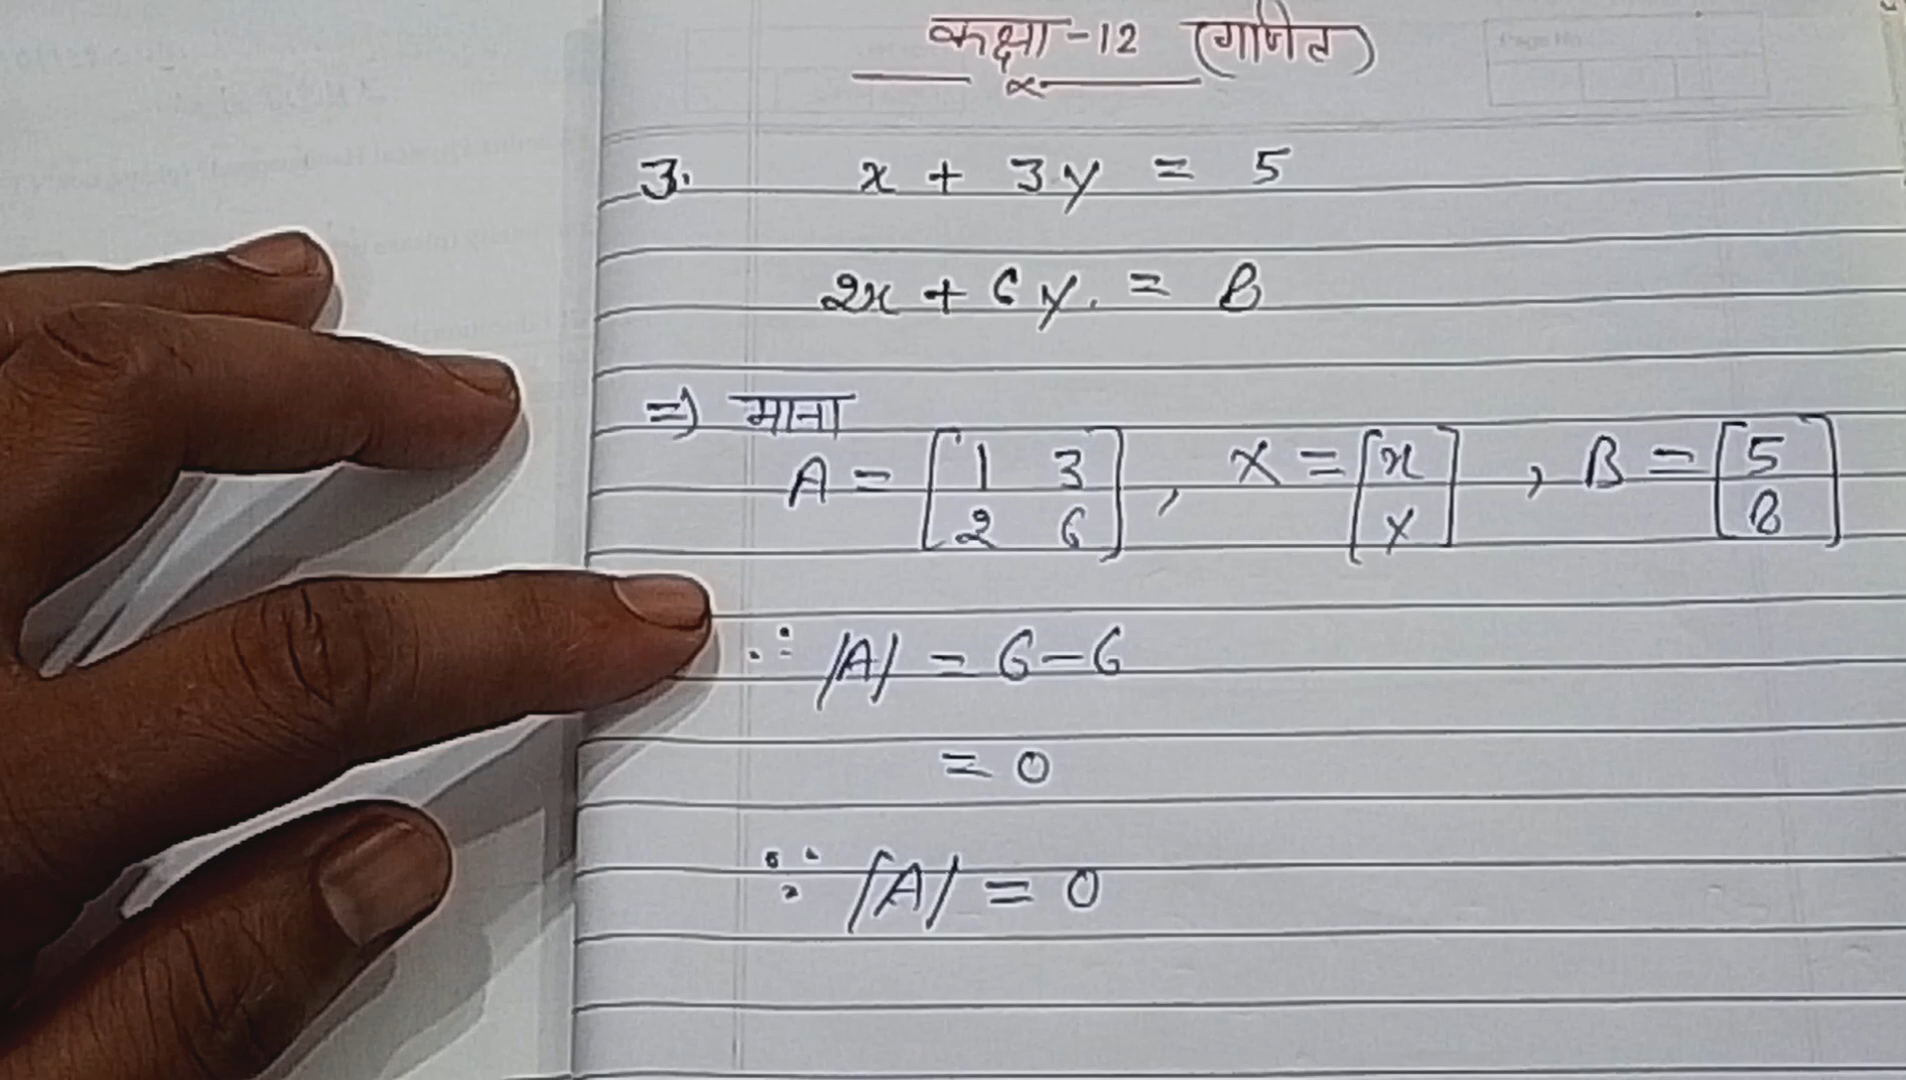 कक्षा -12 (गणित)
3. x + 3y = 5
2x + 6y. = 8
=> माना
A = [1 3 2 6], X = [x y], B = [5 8]
∴ |A| = 6 - 6
= 0
∵ |A| = 0